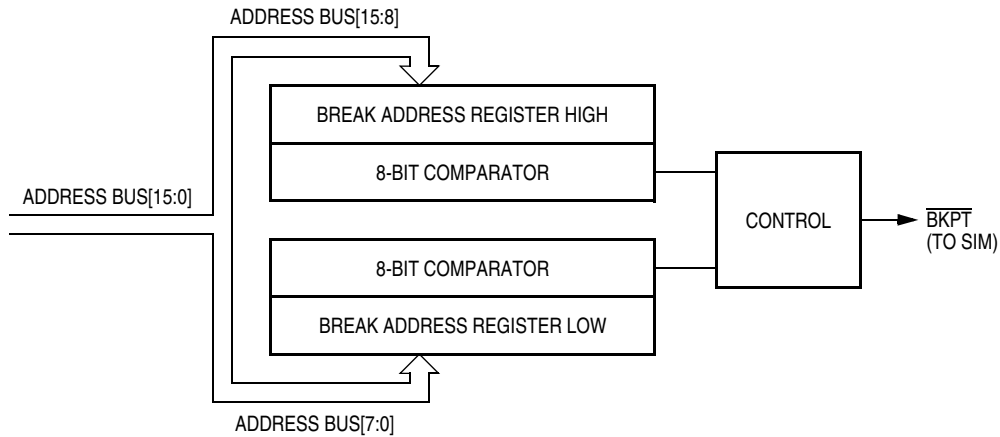 ADDRESS BUS[15:8]
BREAK ADDRESS REGISTER HIGH
8-BIT COMPARATOR
ADDRESS BUS[15:0]
CONTROL
BKPT
(TO SIM)
8-BIT COMPARATOR
BREAK ADDRESS REGISTER LOW
ADDRESS BUS[7:0]